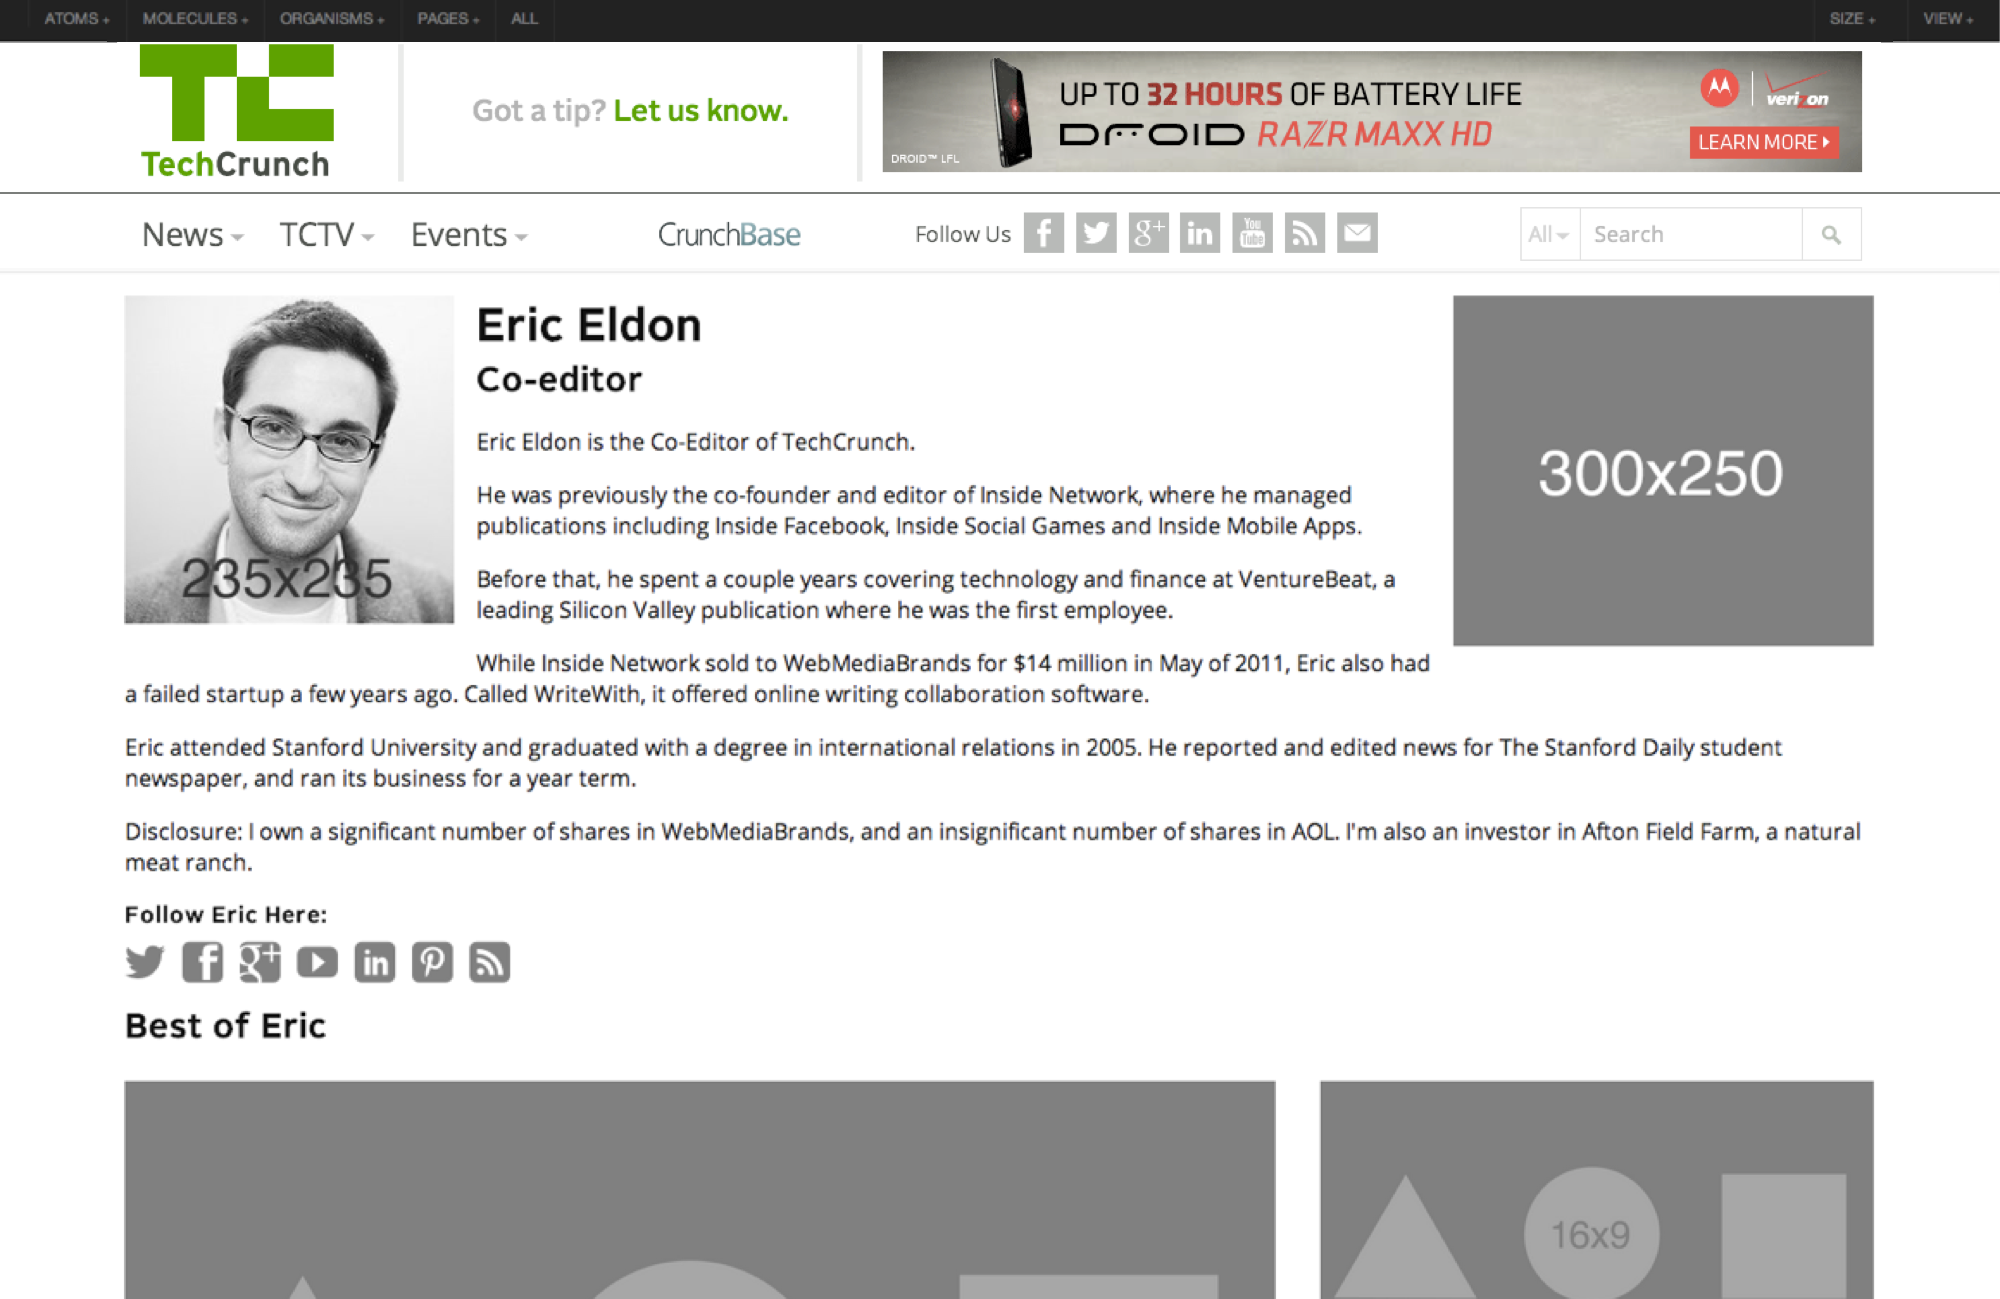 ATOMS +
MOLECULES +
ORGANISMS +
PAGES +
ALL
SIZE +
VIEW +
TechCrunch
Got a tip? Let us know.
UP TO 32 HOURS OF BATTERY LIFE
DROID RAZR MAXX HD
DROID™ LFL
verizon
LEARN MORE
News
TCTV
Events
CrunchBase
Follow Us
You
Tube
All
Search
235x235
Eric Eldon
Co-editor
Eric Eldon is the Co-Editor of TechCrunch.
He was previously the co-founder and editor of Inside Network, where he managed
publications including Inside Facebook, Inside Social Games and Inside Mobile Apps.
Before that, he spent a couple years covering technology and finance at VentureBeat, a
leading Silicon Valley publication where he was the first employee.
While Inside Network sold to WebMediaBrands for $14 million in May of 2011, Eric also had
a failed startup a few years ago. Called WriteWith, it offered online writing collaboration software.
300x250
Eric attended Stanford University and graduated with a degree in international relations in 2005. He reported and edited news for The Stanford Daily student
newspaper, and ran its business for a year term.
Disclosure: I own a significant number of shares in WebMediaBrands, and an insignificant number of shares in AOL. I'm also an investor in Afton Field Farm, a natural
meat ranch.
Follow Eric Here:
Best of Eric
16x9